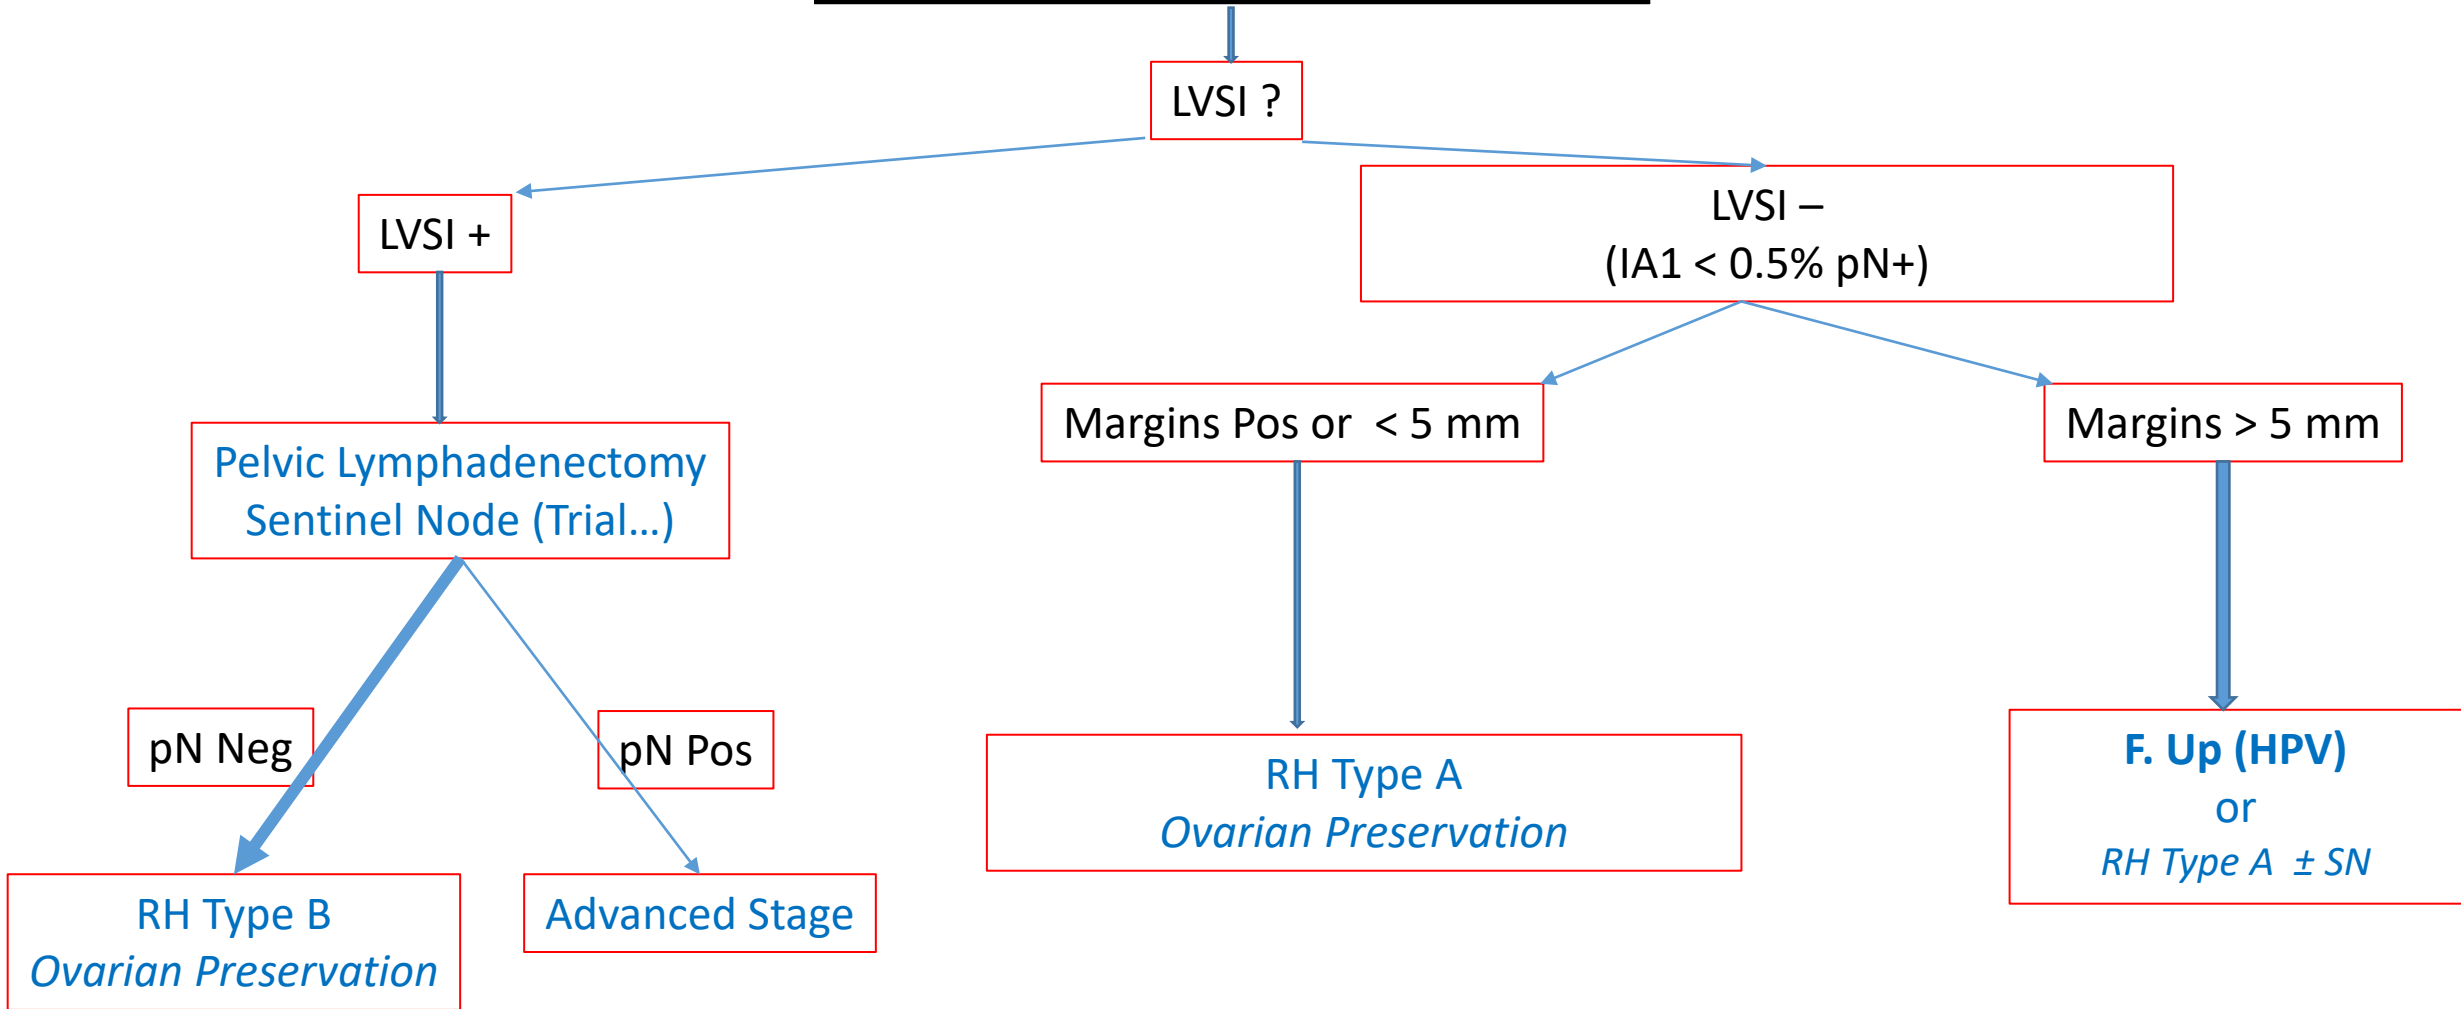 LVSI ?
LVSI +
LVSI –
(IA1 < 0.5% pN+)
Margins Pos or  < 5 mm
Margins > 5 mm
Pelvic Lymphadenectomy
Sentinel Node (Trial...)
pN Neg
pN Pos
RH Type A
Ovarian Preservation
F. Up (HPV)
or
RH Type A  ± SN
RH Type B
Ovarian Preservation
Advanced Stage